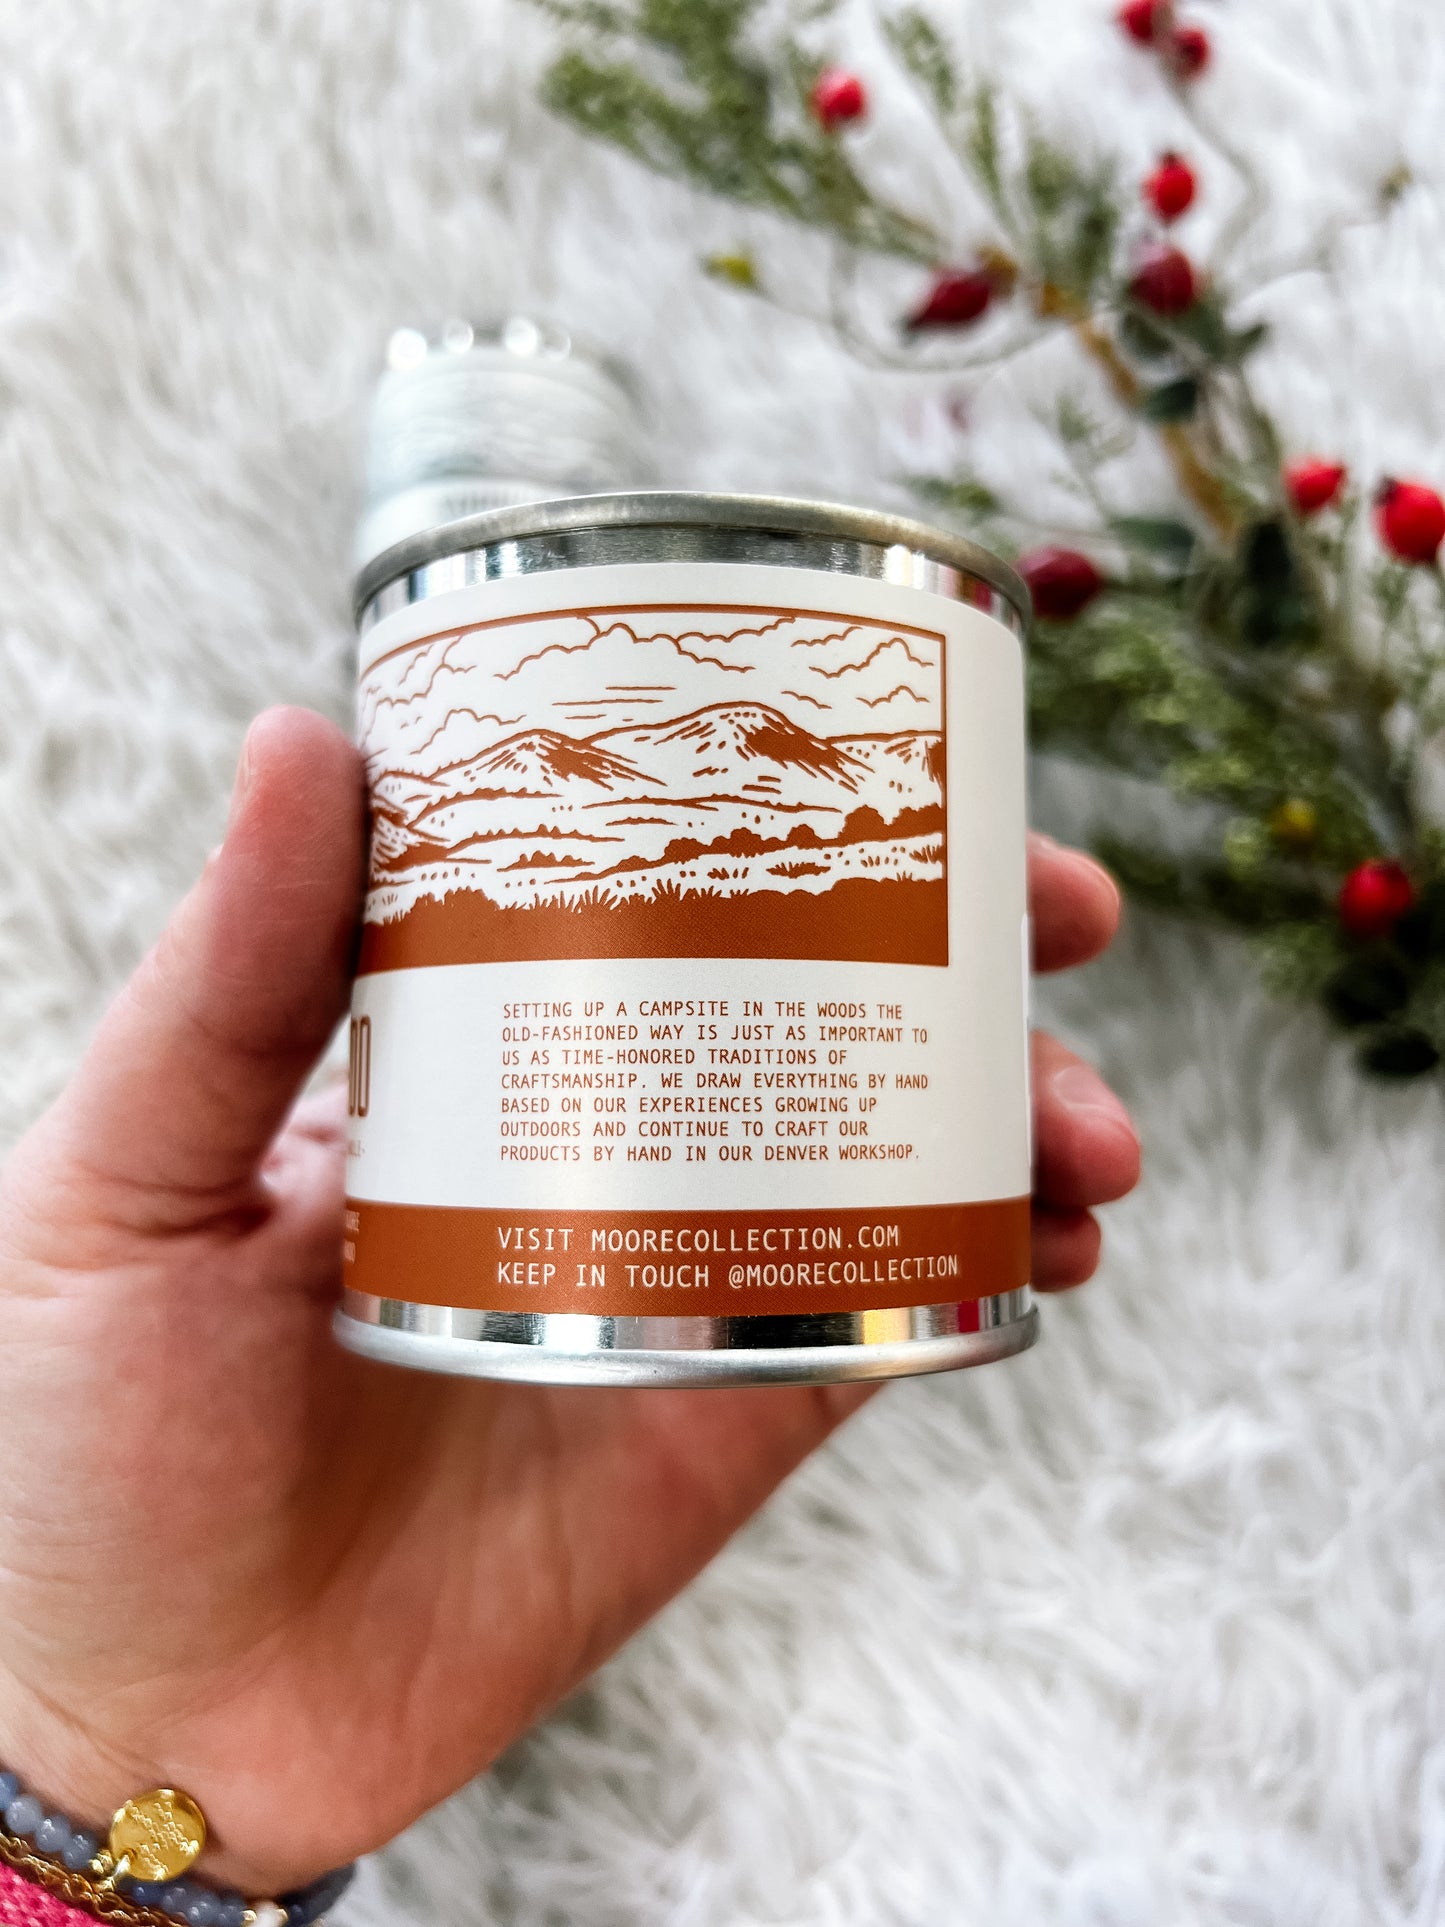 SETTING UP A CAMPSITE IN THE WOODS THE
OLD-FASHIONED WAY IS JUST AS IMPORTANT TO
US AS TIME-HONORED TRADITIONS OF
CRAFTSMANSHIP. WE DRAW EVERYTHING BY HAND
BASED ON OUR EXPERIENCES GROWING UP
OUTDOORS AND CONTINUE TO CRAFT OUR
PRODUCTS BY HAND IN OUR DENVER WORKSHOP.
VISIT MOORECOLLECTION.COM
KEEP IN TOUCH @MOORECOLLECTION